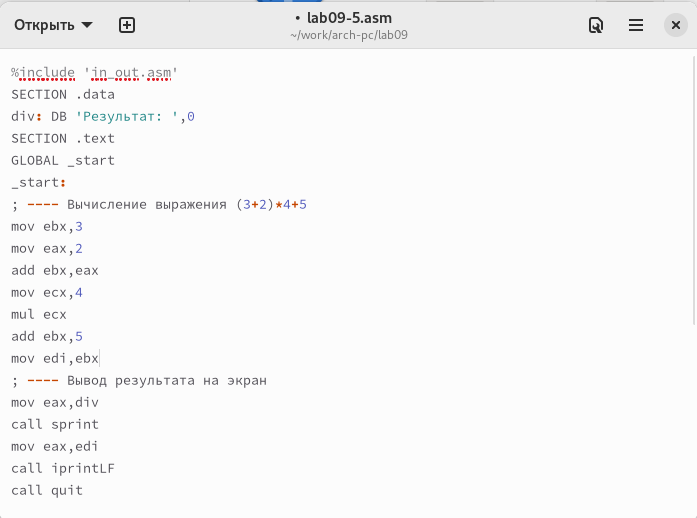 Открыть
• lab09-5.asm
~/work/arch-pc/lab09
%include 'in_out.asm'
SECTION .data
div: DB 'Результат: ',0
SECTION .text
GLOBAL _start
_start:
; ---- Вычисление выражения (3+2)*4+5
mov ebx,3
mov eax,2
add ebx,eax
mov ecx,4
mul ecx
add ebx,5
mov edi,ebx
; ---- Вывод результата на экран
mov eax,div
call sprint
mov eax,edi
call iprintLF
call quit